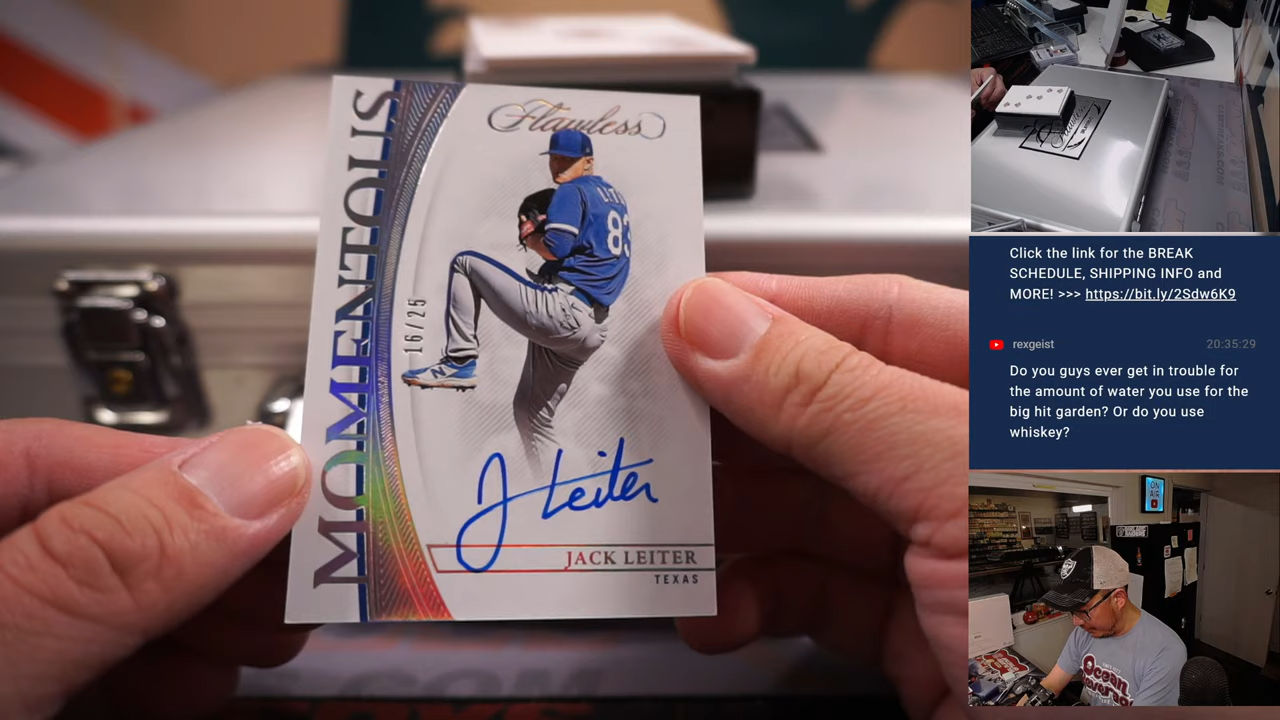 Flawless
MOMENTOUS
16/25
J Leiter
JACK LEITER
TEXAS
Click the link for the BREAK
SCHEDULE, SHIPPING INFO and
MORE! >>> https://bit.ly/2Sdw6K9
rexgeist
20:35:29
Do you guys ever get in trouble for
the amount of water you use for the
big hit garden? Or do you use
whiskey?
ON
AIR
Ocean